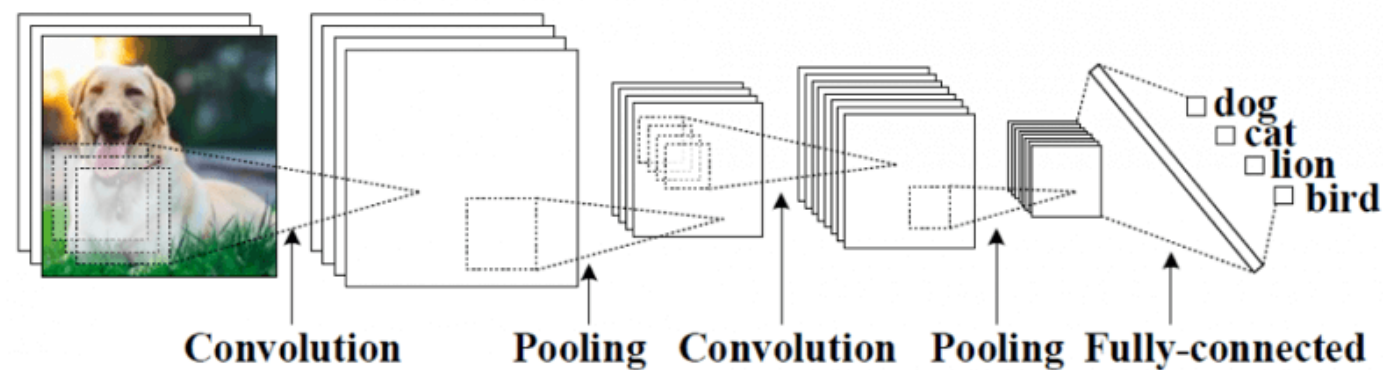 dog
cat
lion
bird
Convolution Pooling Convolution Pooling Fully-connected